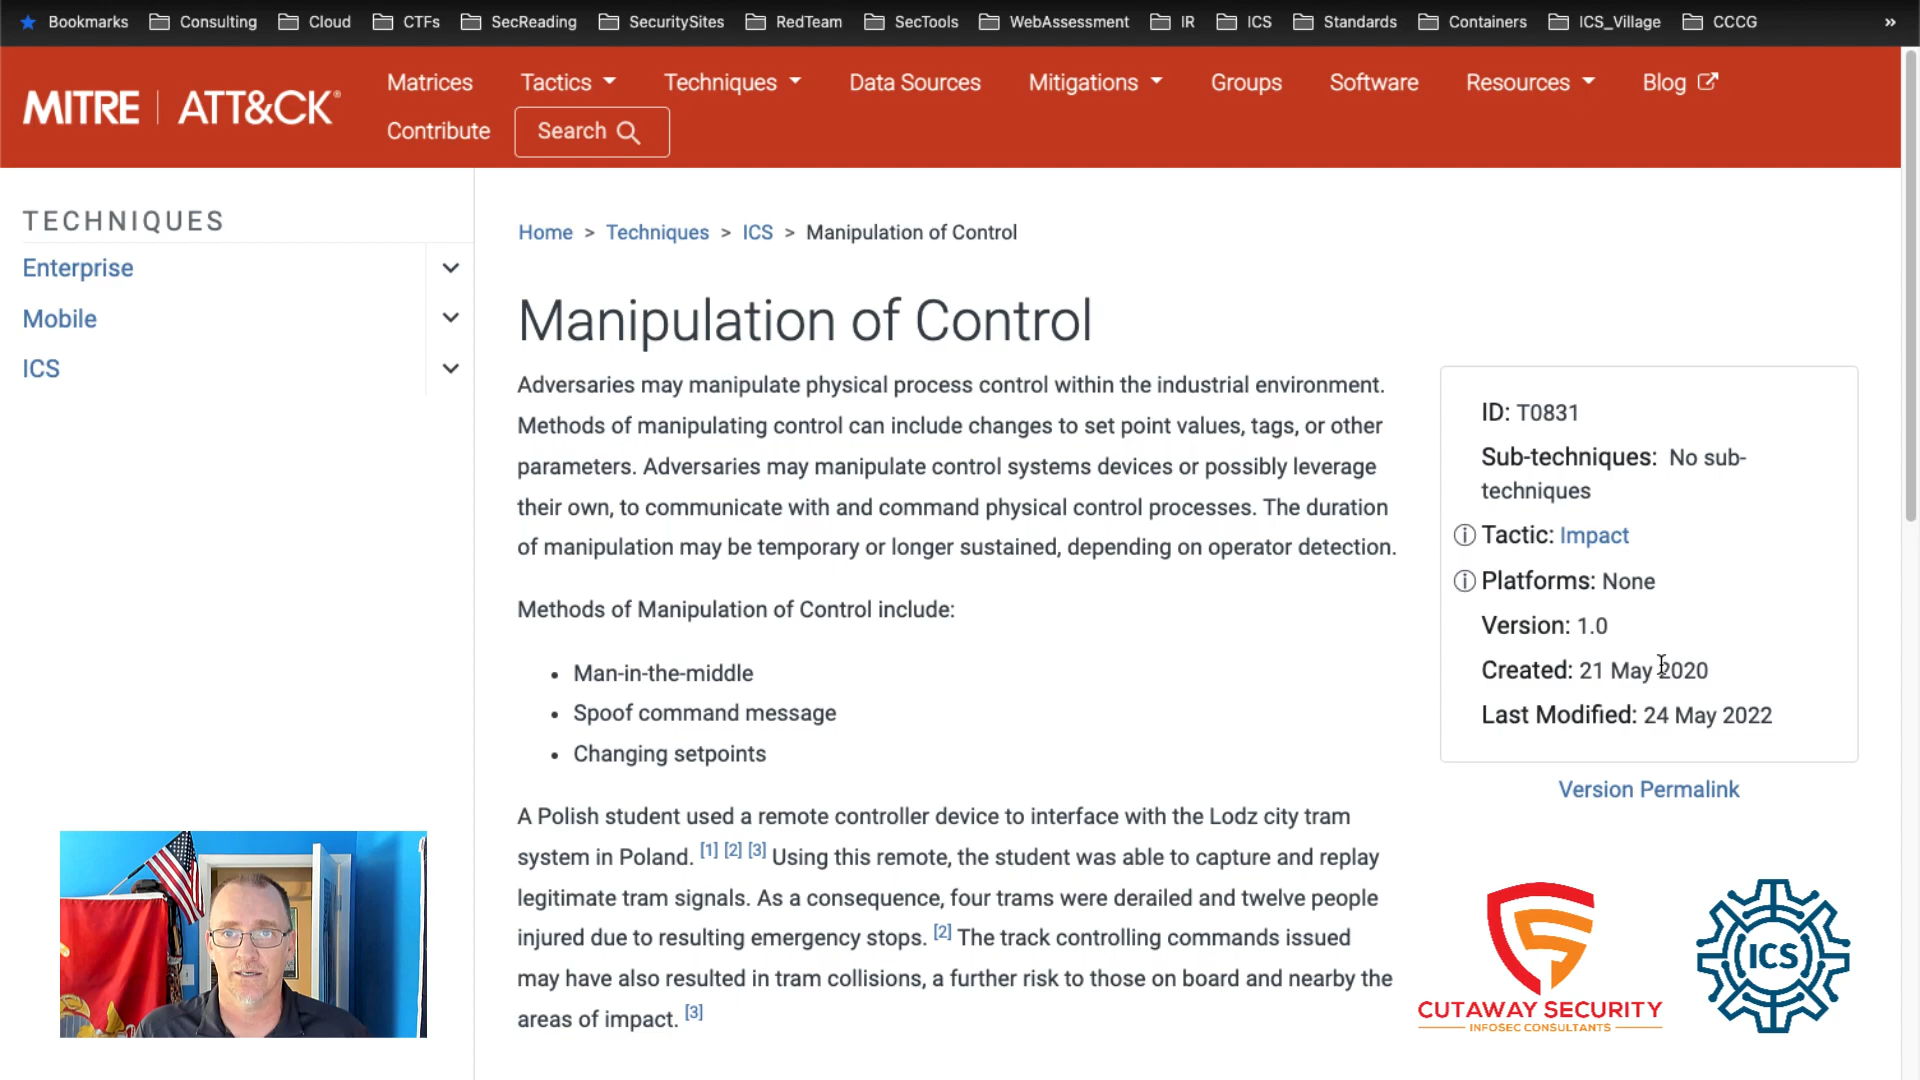 Bookmarks Consulting Cloud CTFs SecReading SecuritySites RedTeam SecTools WebAssessment IR ICS Standards Containers ICS_Village CCCG »
MITRE | ATT&CK®
Matrices Tactics Techniques Data Sources Mitigations Groups Software Resources Blog
Contribute Search
TECHNIQUES
Enterprise
Mobile
ICS
Home > Techniques > ICS > Manipulation of Control
Manipulation of Control
Adversaries may manipulate physical process control within the industrial environment.
Methods of manipulating control can include changes to set point values, tags, or other
parameters. Adversaries may manipulate control systems devices or possibly leverage
their own, to communicate with and command physical control processes. The duration
of manipulation may be temporary or longer sustained, depending on operator detection.
Methods of Manipulation of Control include:
• Man-in-the-middle
• Spoof command message
• Changing setpoints
A Polish student used a remote controller device to interface with the Lodz city tram
system in Poland. [1] [2] [3] Using this remote, the student was able to capture and replay
legitimate tram signals. As a consequence, four trams were derailed and twelve people
injured due to resulting emergency stops. [2] The track controlling commands issued
may have also resulted in tram collisions, a further risk to those on board and nearby the
areas of impact. [3]
ID: T0831
Sub-techniques: No sub-
techniques
Tactic: Impact
Platforms: None
Version: 1.0
Created: 21 May 2020
Last Modified: 24 May 2022
Version Permalink
CUTAWAY SECURITY
INFOSEC CONSULTANTS
ICS